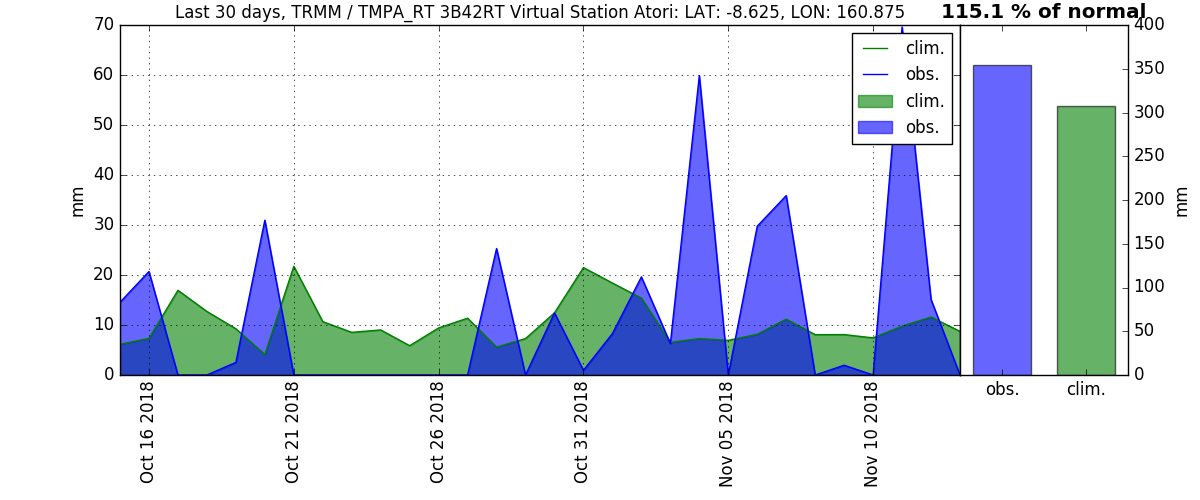 Last 30 days, TRMM / TMPA_RT 3B42RT Virtual Station Atori: LAT: -8.625, LON: 160.875
115.1 % of normal
70
60
50
40
30
20
10
0
mm
clim.
obs.
clim.
obs.
400
350
300
250
200
150
100
50
0
mm
Oct 16 2018
Oct 21 2018
Oct 26 2018
Oct 31 2018
Nov 05 2018
Nov 10 2018
obs.
clim.